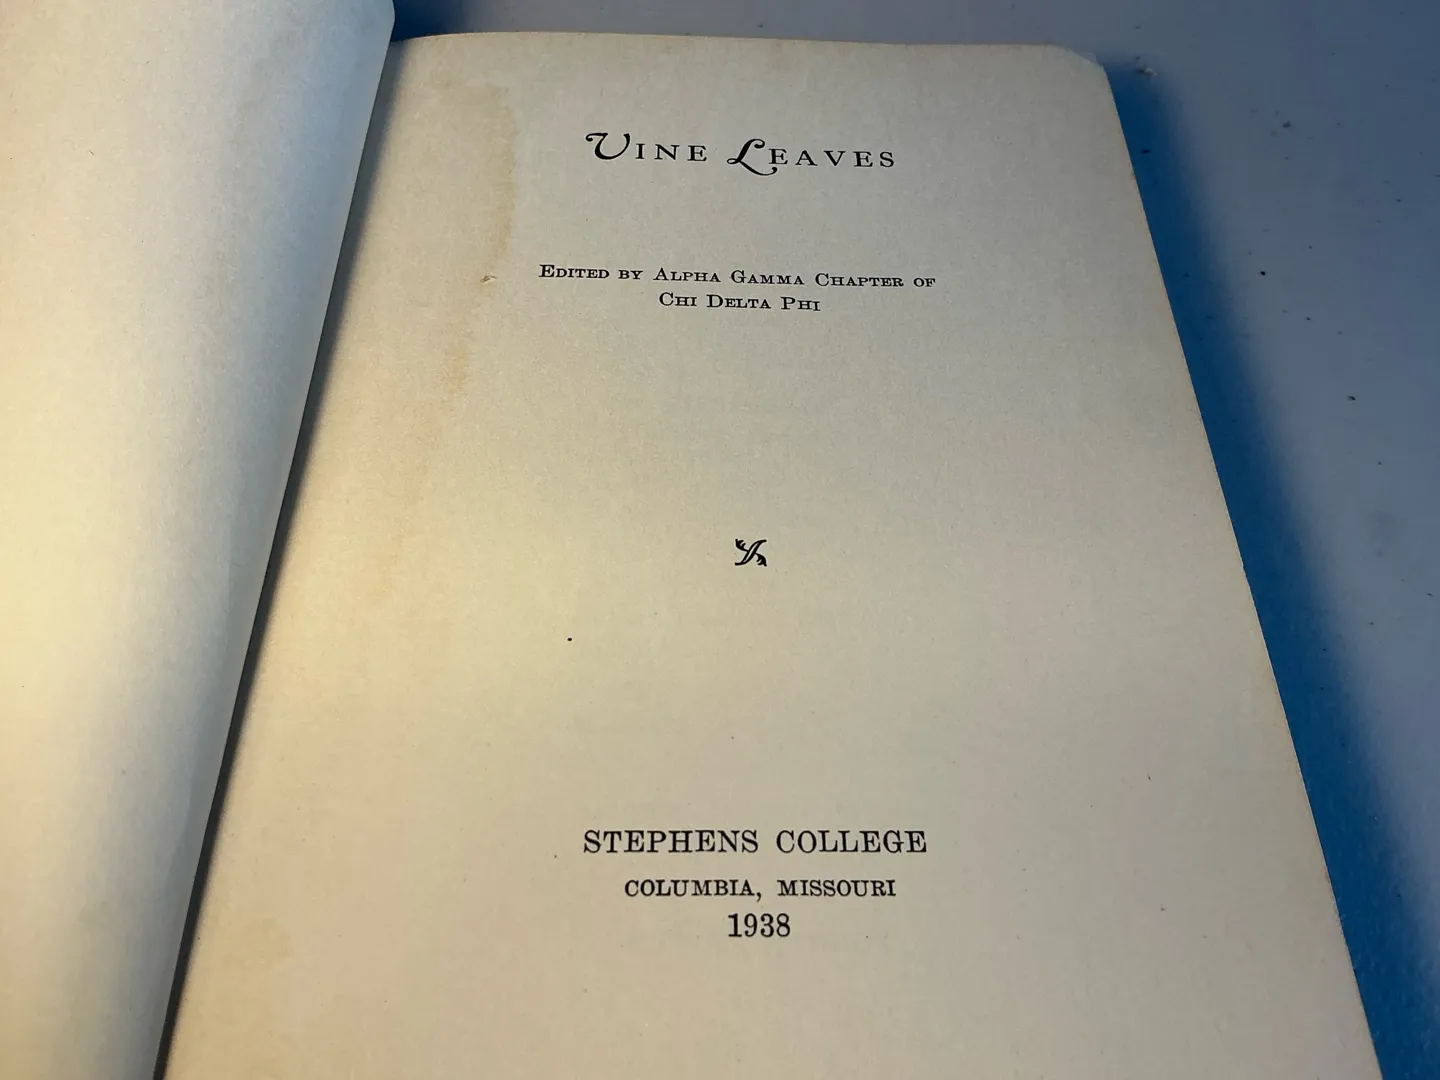 Vine Leaves
Edited by Alpha Gamma Chapter of
Chi Delta Phi
STEPHENS COLLEGE
COLUMBIA, MISSOURI
1938